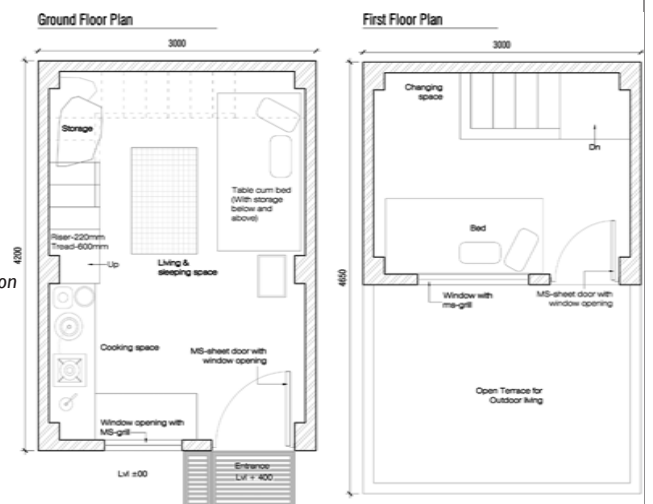 Ground Floor Plan
3000
4200
Storage
Table cum bed
(With storage
below and
above)
Riser-220mm
Tread-600mm
Up
Living &
sleeping space
on
Cooking space
MS-sheet door with
window opening
Window opening with
MS-grill
Lvl ±00
Entrance
Lvl + 400
First Floor Plan
3000
4650
Changing
space
Dn
Bed
Window with
ms-grill
MS-sheet door with
window opening
Open Terrace for
Outdoor living